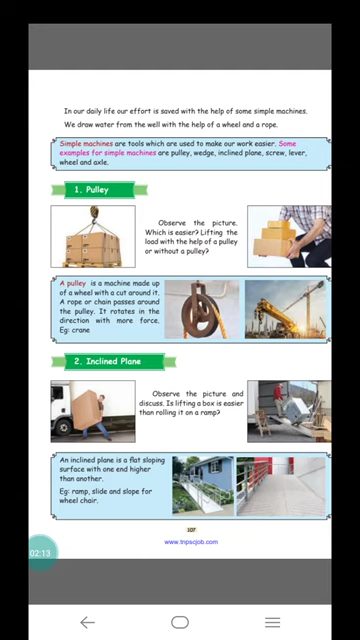 In our daily life our effort is saved with the help of some simple machines.
We draw water from the well with the help of a wheel and a rope.
Simple machines are tools which are used to make our work easier. Some
examples for simple machines are pulley, wedge, inclined plane, screw, lever,
wheel and axle.
1. Pulley
Observe the picture.
Which is easier? Lifting
the load with the help of a pulley
or without a pulley?
A pulley is a machine made up
of a wheel with a cut around it.
A rope or chain passes around
the pulley. It rotates in the
direction with more force.
Eg: crane
2. Inclined Plane
Observe the picture and
discuss. Is lifting a box is easier
than rolling it on a ramp?
An inclined plane is a flat sloping
surface with one end higher
than another.
Eg: ramp, slide and slope for
wheel chair.
107
www.tnpscjob.com
02:13